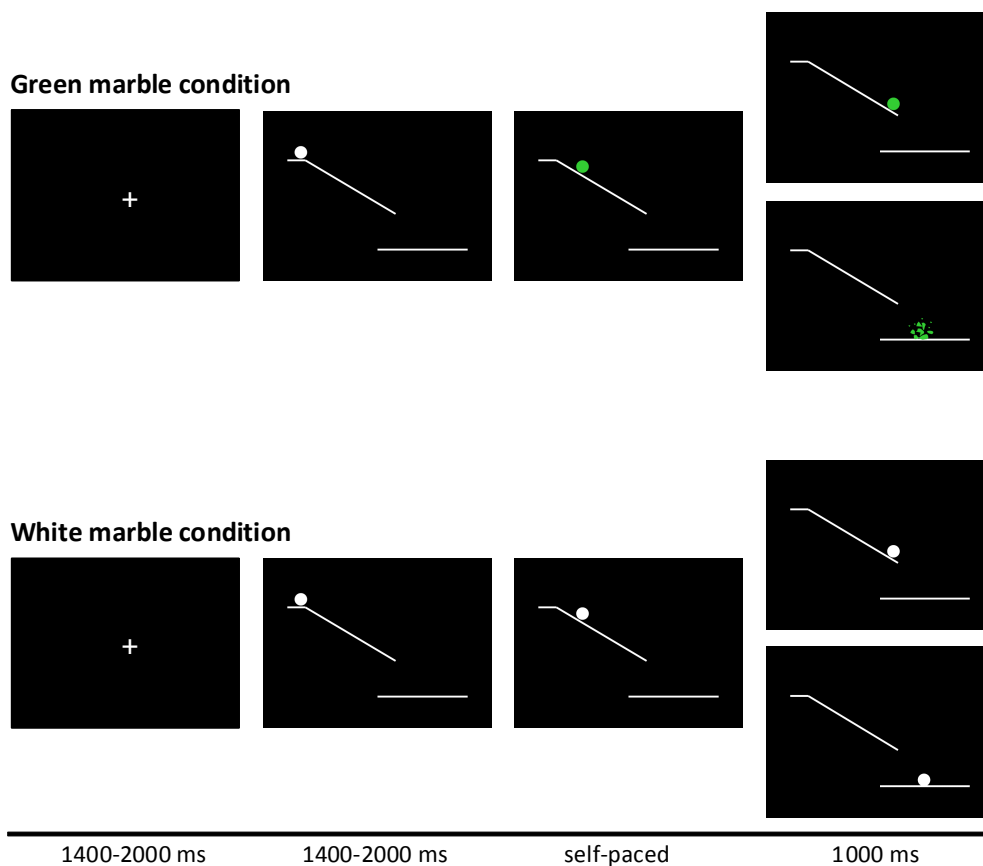 Green marble condition
White marble condition
1400-2000 ms
1400-2000 ms
self-paced
1000 ms